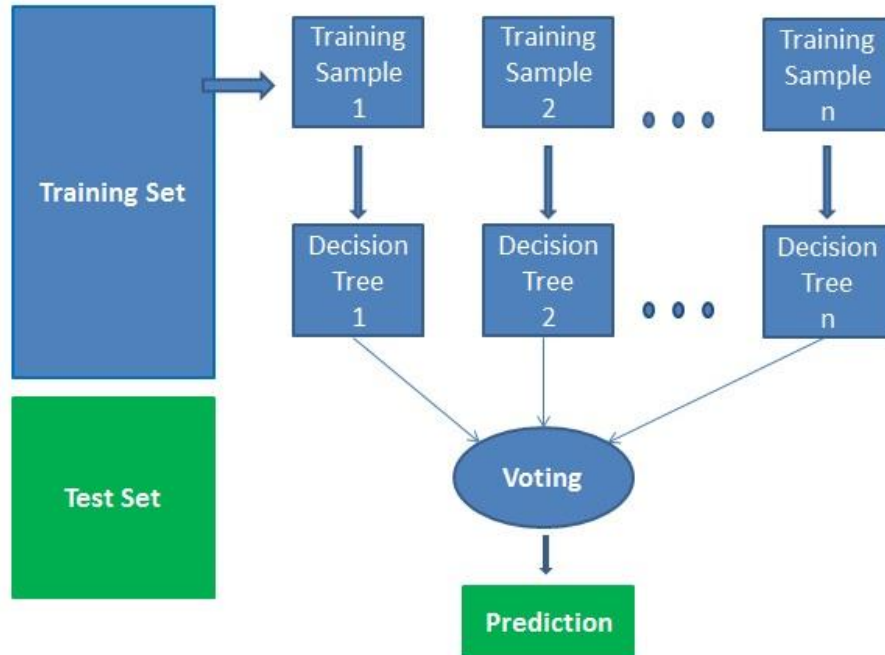 Training Set
Training
Sample
1
Training
Sample
2
Training
Sample
n
Decision
Tree
1
Decision
Tree
2
Decision
Tree
n
Test Set
Voting
Prediction